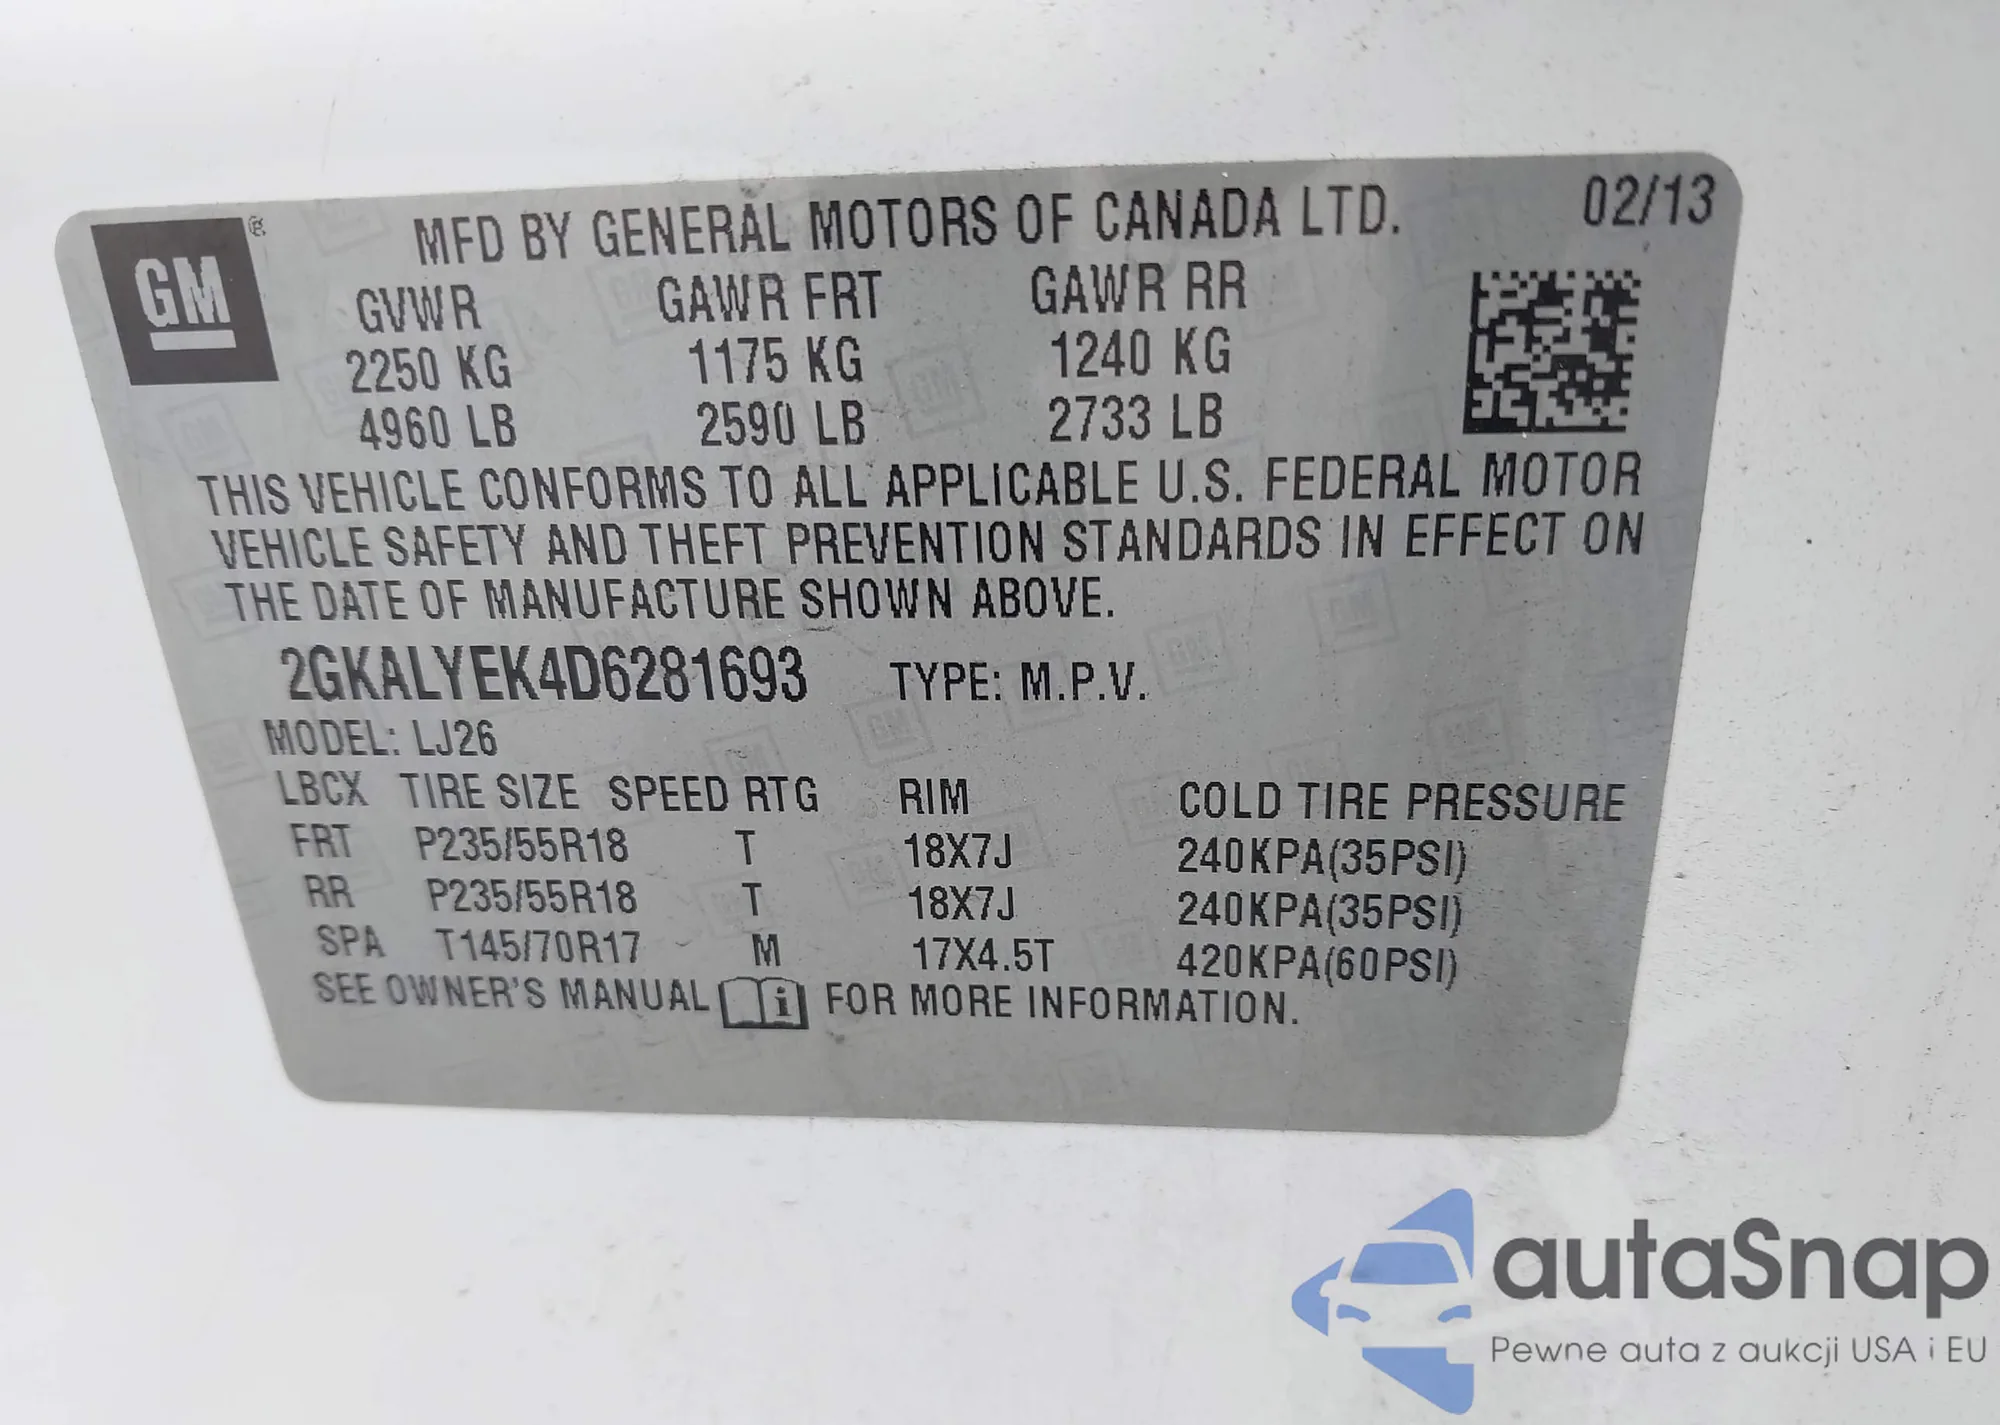 GM ®
MFD BY GENERAL MOTORS OF CANADA LTD. 02/13
GVWR GAWR FRT GAWR RR
2250 KG 1175 KG 1240 KG
4960 LB 2590 LB 2733 LB
THIS VEHICLE CONFORMS TO ALL APPLICABLE U.S. FEDERAL MOTOR
VEHICLE SAFETY AND THEFT PREVENTION STANDARDS IN EFFECT ON
THE DATE OF MANUFACTURE SHOWN ABOVE.
2GKALYEK4D6281693 TYPE: M.P.V.
MODEL: LJ26
LBCX TIRE SIZE SPEED RTG RIM COLD TIRE PRESSURE
FRT P235/55R18 T 18X7J 240KPA(35PSI)
RR P235/55R18 T 18X7J 240KPA(35PSI)
SPA T145/70R17 M 17X4.5T 420KPA(60PSI)
SEE OWNER'S MANUAL i FOR MORE INFORMATION.
autaSnap
Pewne auta z aukcji USA i EU